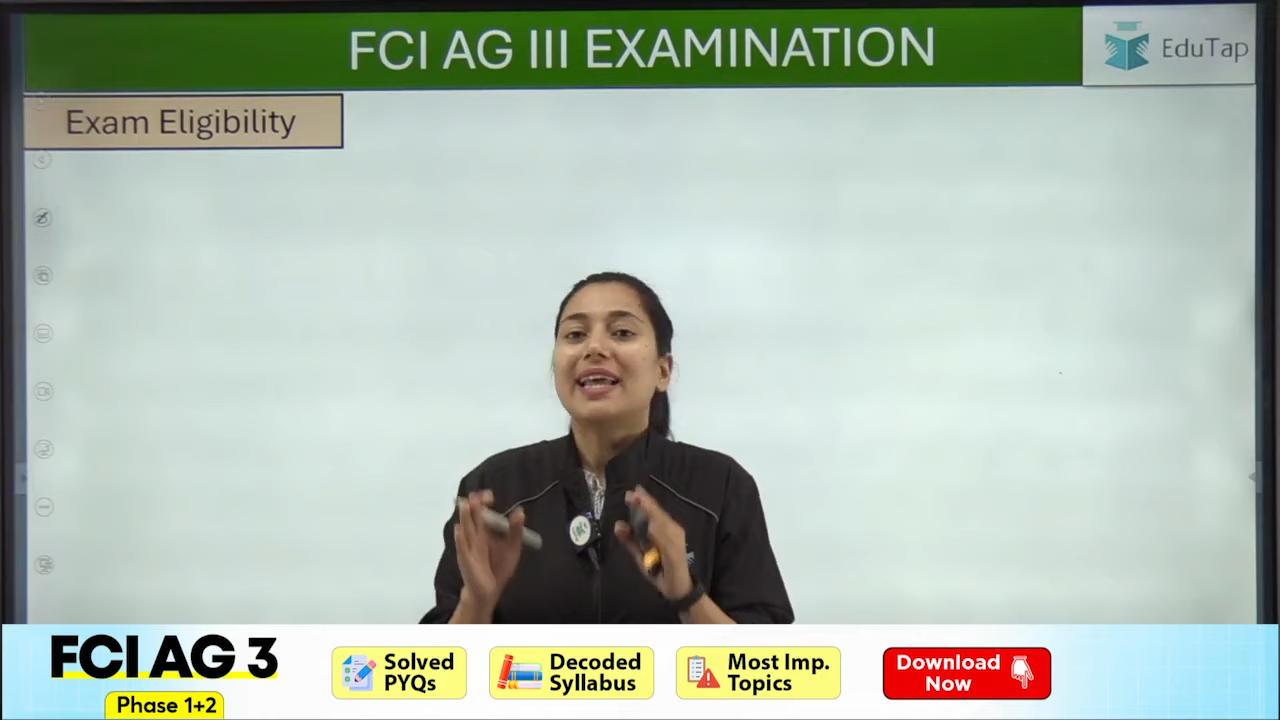 FCI AG III EXAMINATION
EduTap
Exam Eligibility
FCI AG 3
Phase 1+2
Solved
PYQs
Decoded
Syllabus
Most Imp.
Topics
Download
Now